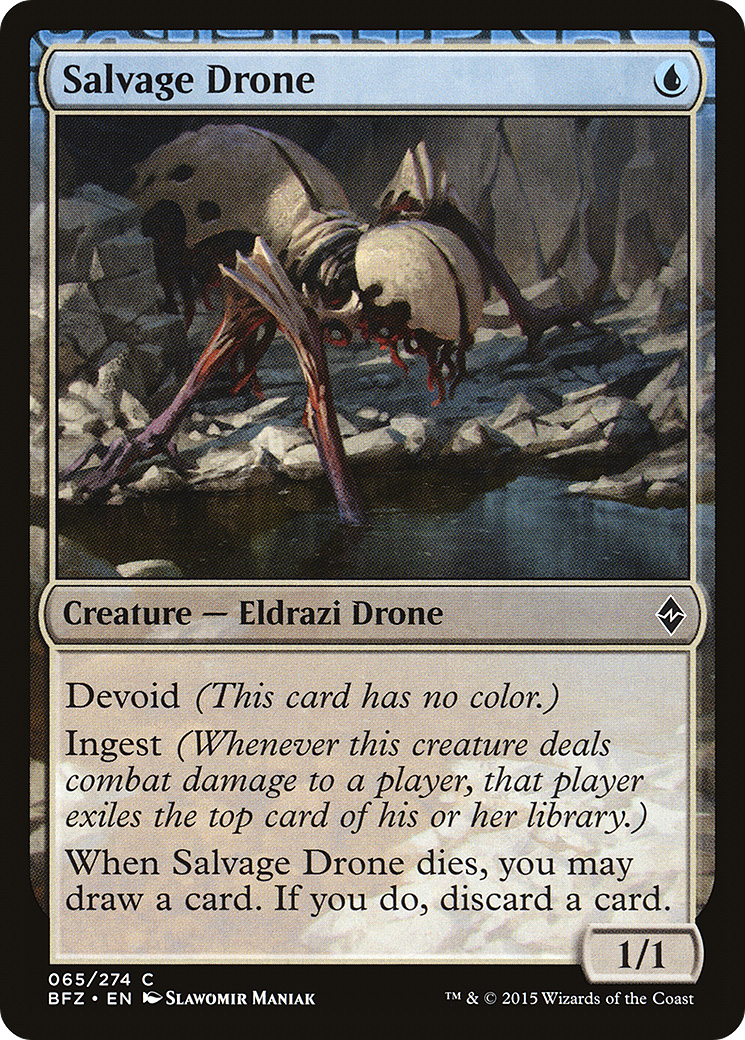 Salvage Drone
Creature — Eldrazi Drone
Devoid (This card has no color.)
Ingest (Whenever this creature deals
combat damage to a player, that player
exiles the top card of his or her library.)
When Salvage Drone dies, you may
draw a card. If you do, discard a card.
1/1
065/274 C
BFZ • EN Slawomir Maniak
™ & © 2015 Wizards of the Coast